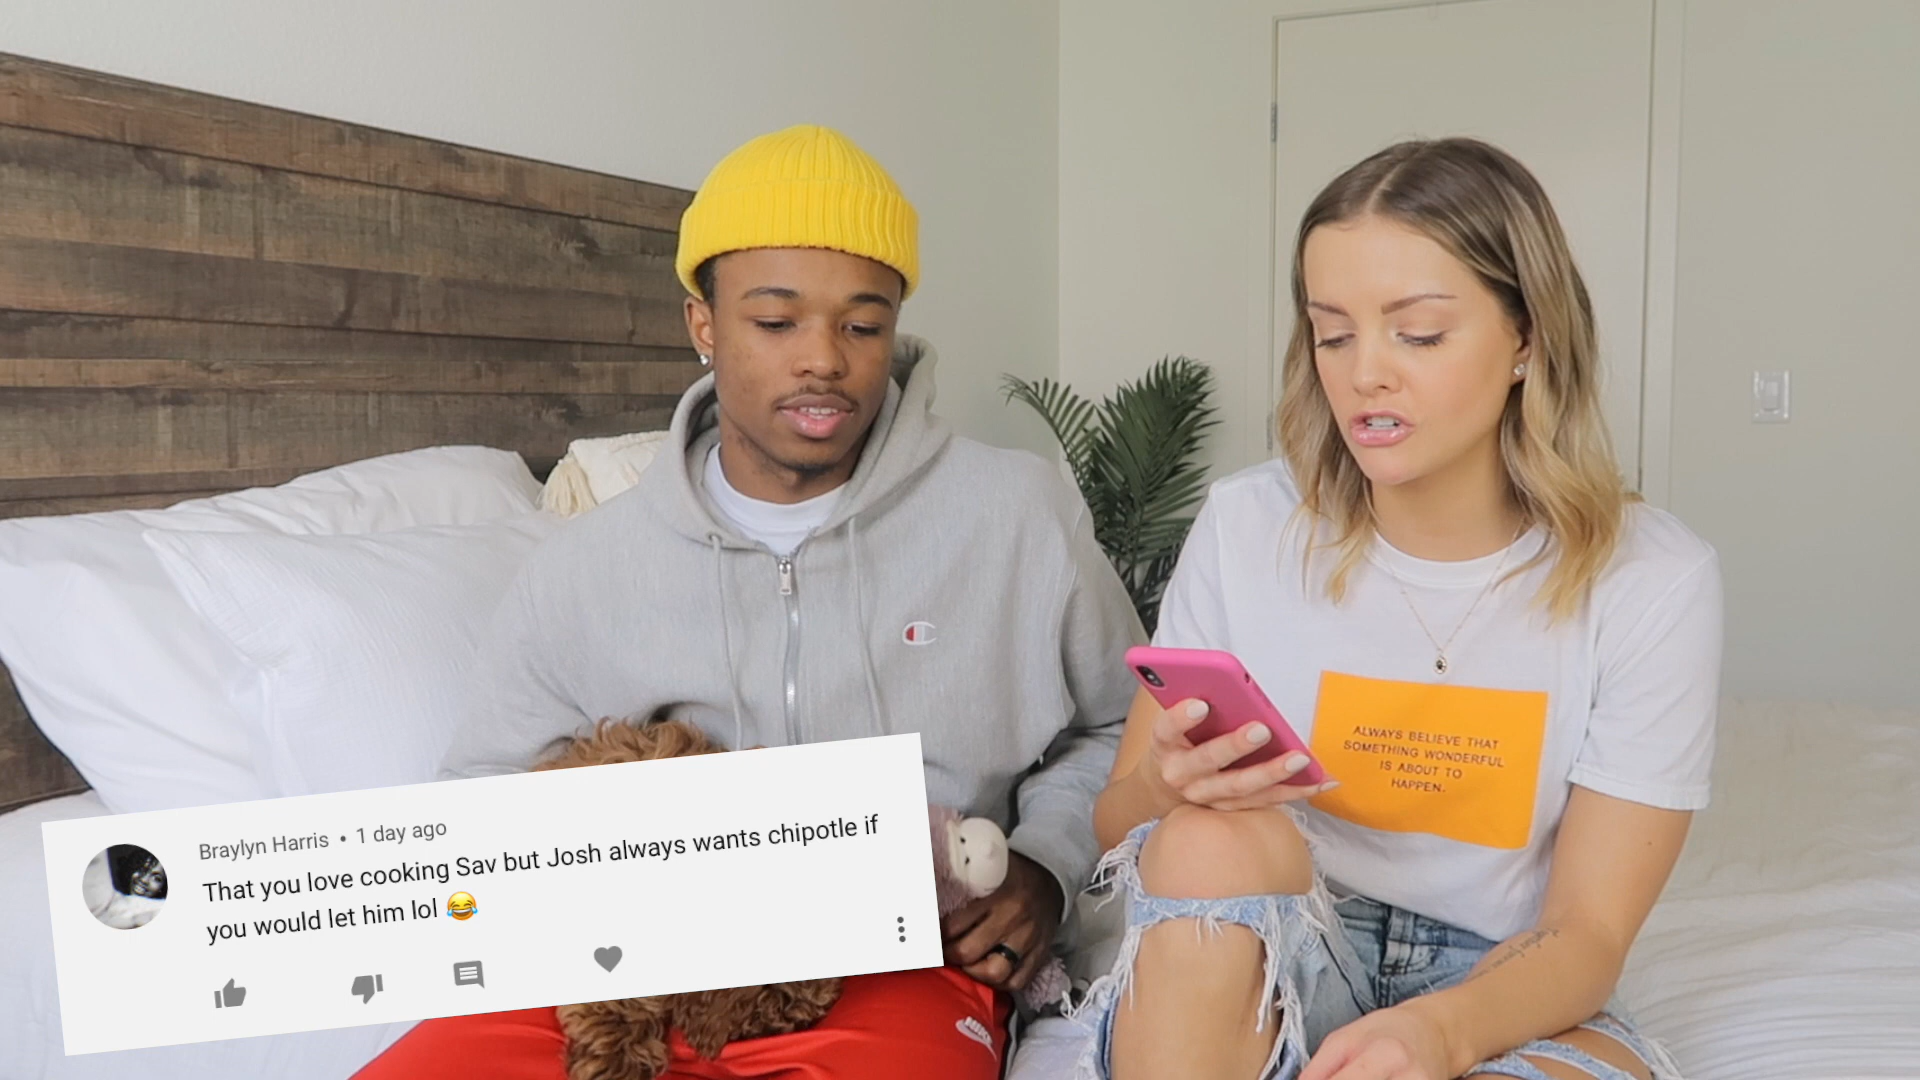 Braylyn Harris • 1 day ago
That you love cooking Sav but Josh always wants chipotle if
you would let him lol 😂
ALWAYS BELIEVE THAT
SOMETHING WONDERFUL
IS ABOUT TO
HAPPEN.
NIKE